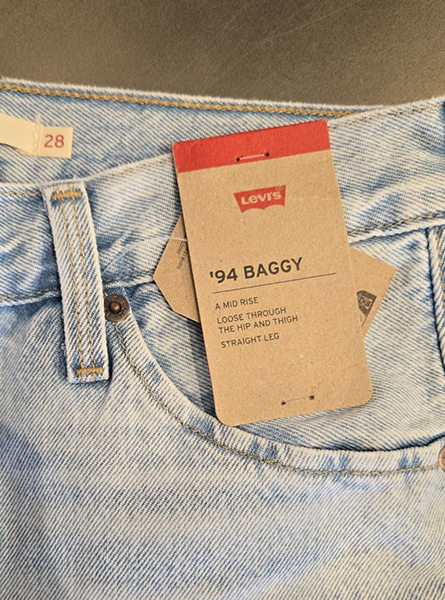 28
Levi's
'94 BAGGY
A MID RISE
LOOSE THROUGH
THE HIP AND THIGH
STRAIGHT LEG